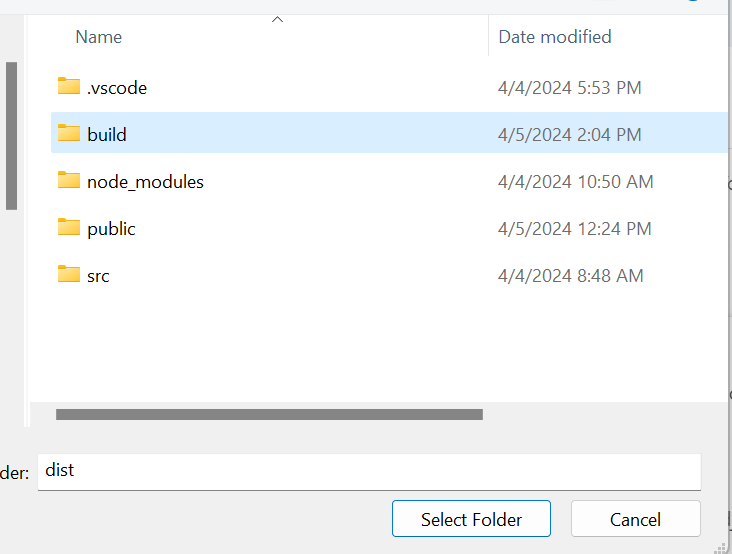 Name Date modified
.vscode 4/4/2024 5:53 PM
build 4/5/2024 2:04 PM
node_modules 4/4/2024 10:50 AM
public 4/5/2024 12:24 PM
src 4/4/2024 8:48 AM
der: dist
Select Folder Cancel